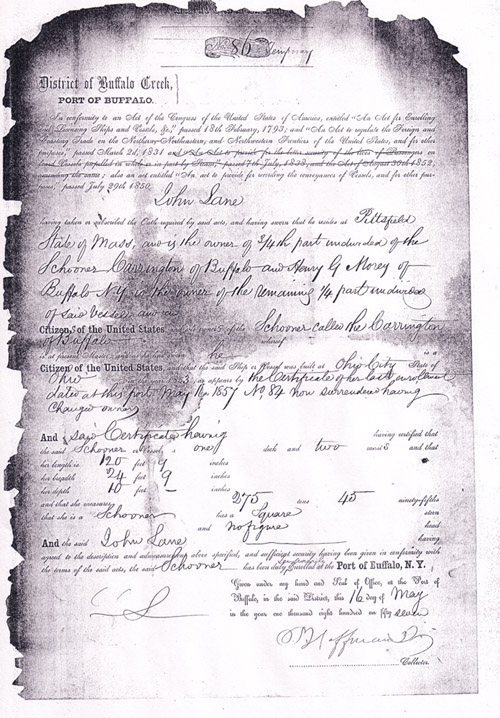 No. 86 Temporary
District of Buffalo Creek,
PORT OF BUFFALO.
In conformity to an Act of the Congress of the United States of America, entitled "An Act for Enrolling
and Licensing Ships and Vessels, &c," passed 18th February, 1793; and "An Act to regulate the Foreign and
Coasting Trade on the Northern, Northeastern, and Northwestern Frontiers of the United States, and for other
purposes," passed March 2d, 1831 and
passed 7th July, 1838; and the Act of August 30th 1852,
also an act entitled "An act to provide for recording the conveyances of Vessels, and for other pur-
poses," passed July 29th 1850,
John Lane
having taken or subscribed the Oath required by said acts, and having sworn that he resides at Pittsfield
State of Mass, and is the owner of 3/4th part undivided of the
Schooner Carrington of Buffalo and Henry G Morey of
Buffalo N.Y. is the owner of the remaining 1/4 part undivided
of said vessel and
Citizens of the United States, and owners of the Schooner called the Carrington
of Buffalo whereof
is at present Master, and as he has sworn he is a
Citizen of the United States, and that the said Ship or Vessel was built at Ohio City State of
Ohio as appears by the Certificate of her last enrolment
dated at this port May 1857 No 84 now surrendered having
Changed owner
And said Certificate having having certified that
the said Schooner or Vessel, has one deck and two masts and that
her length is 120 feet 9 inches
her breadth 24 feet 9 inches
her depth 10 feet – inches
and that she measures 275 tons 45 ninety-fifths
that she is a Schooner has a Square stern
and no figure head.
And the said John Lane having
agreed to the description and admeasurement above specified, and sufficient security having been given in conformity with
the terms of the said acts, the said Schooner has been duly Enrolled at the Port of Buffalo, N. Y.
Given under my hand and Seal of Office, at the Port of
Buffalo, in the said District, this 16 day of May
in the year one thousand eight hundred and fifty seven
Collector.